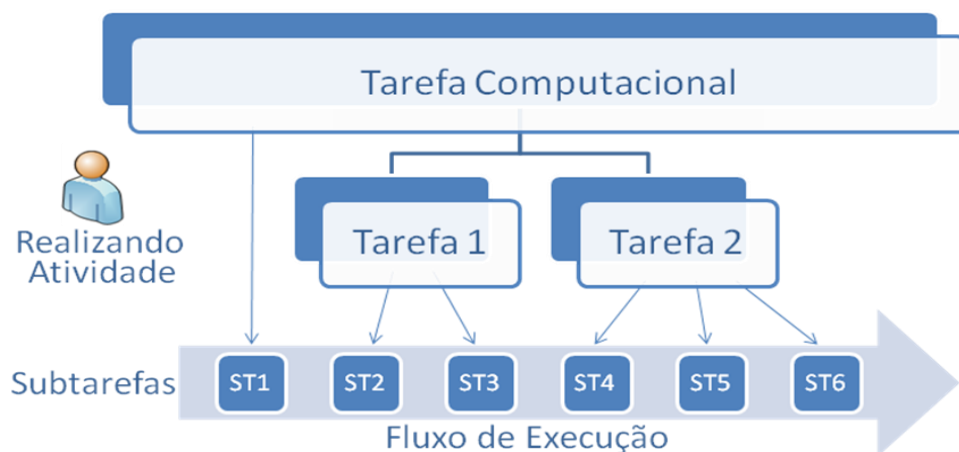 Tarefa Computacional
Realizando
Atividade
Tarefa 1
Tarefa 2
Subtarefas
ST1
ST2
ST3
ST4
ST5
ST6
Fluxo de Execução